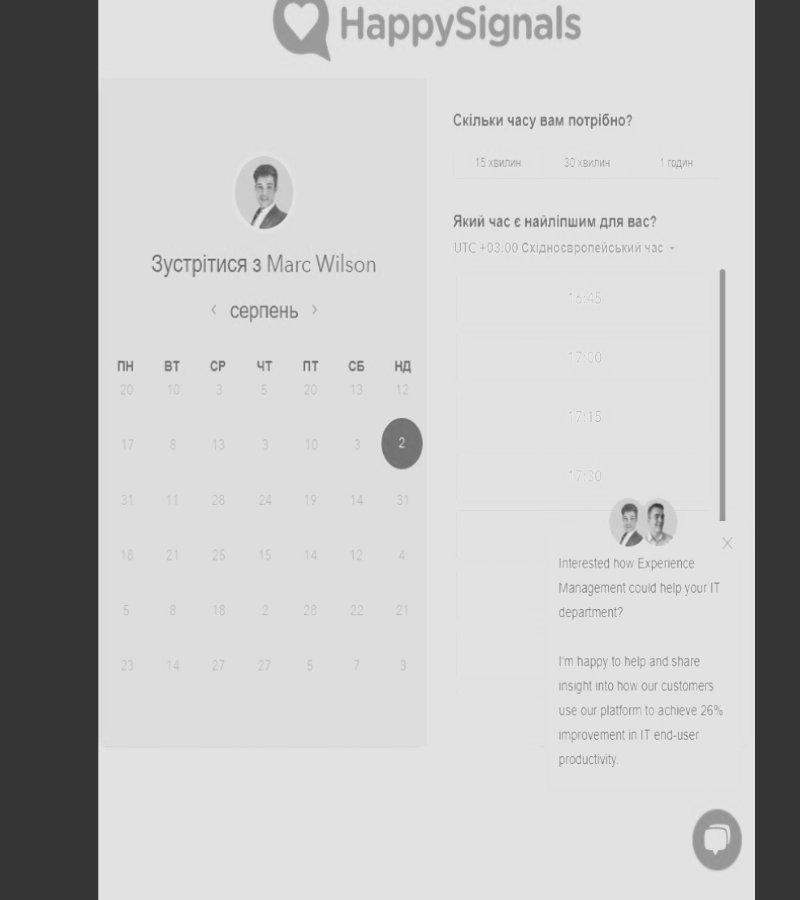 HappySignals
Зустрітися з Marc Wilson
серпень
ПН ВТ СР ЧТ ПТ СБ НД
20 10 3 5 20 13 12
17 8 13 3 10 3 2
31 11 28 24 19 14 31
18 21 25 15 14 12 4
5 8 18 2 28 22 21
23 14 27 27 5 7 3
Скільки часу вам потрібно?
15 хвилин 30 хвилин 1 годин
Який час є найліпшим для вас?
UTC +03:00 Східноєвропейський час
16:45
17:00
17:15
17:30
Interested how Experience
Management could help your IT
department?
I'm happy to help and share
insight into how our customers
use our platform to achieve 26%
improvement in IT end-user
productivity.